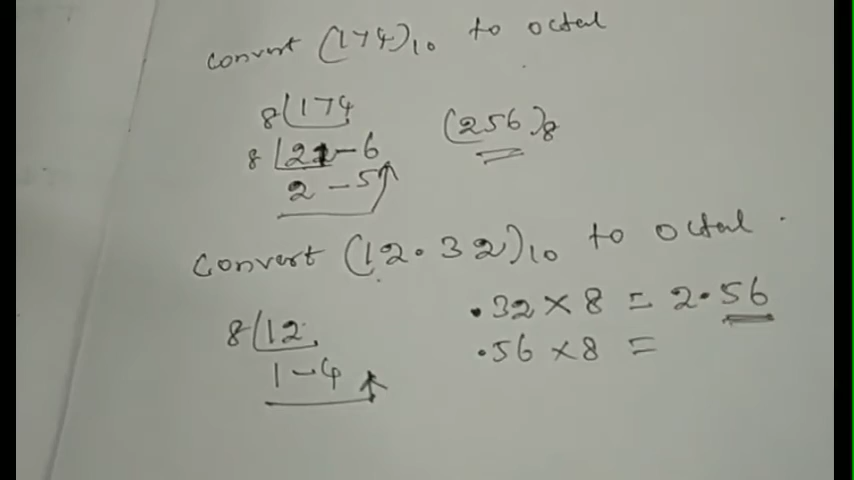 convert (174)10 to octal
8 174
8 21 - 6
2 - 5
(256)8
convert (12.32)10 to octal.
8 12
1 - 4
.32 × 8 = 2.56
.56 × 8 =